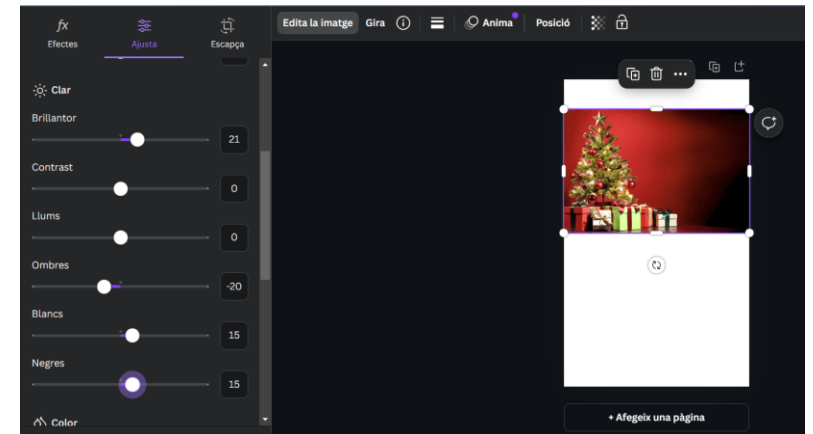 fx
Efectes
Ajusta
Escapça
Edita la imatge Gira Anima Posició
Clar
Brillantor
21
Contrast
0
Llums
0
Ombres
-20
Blancs
15
Negres
15
Color
+ Afegeix una pàgina